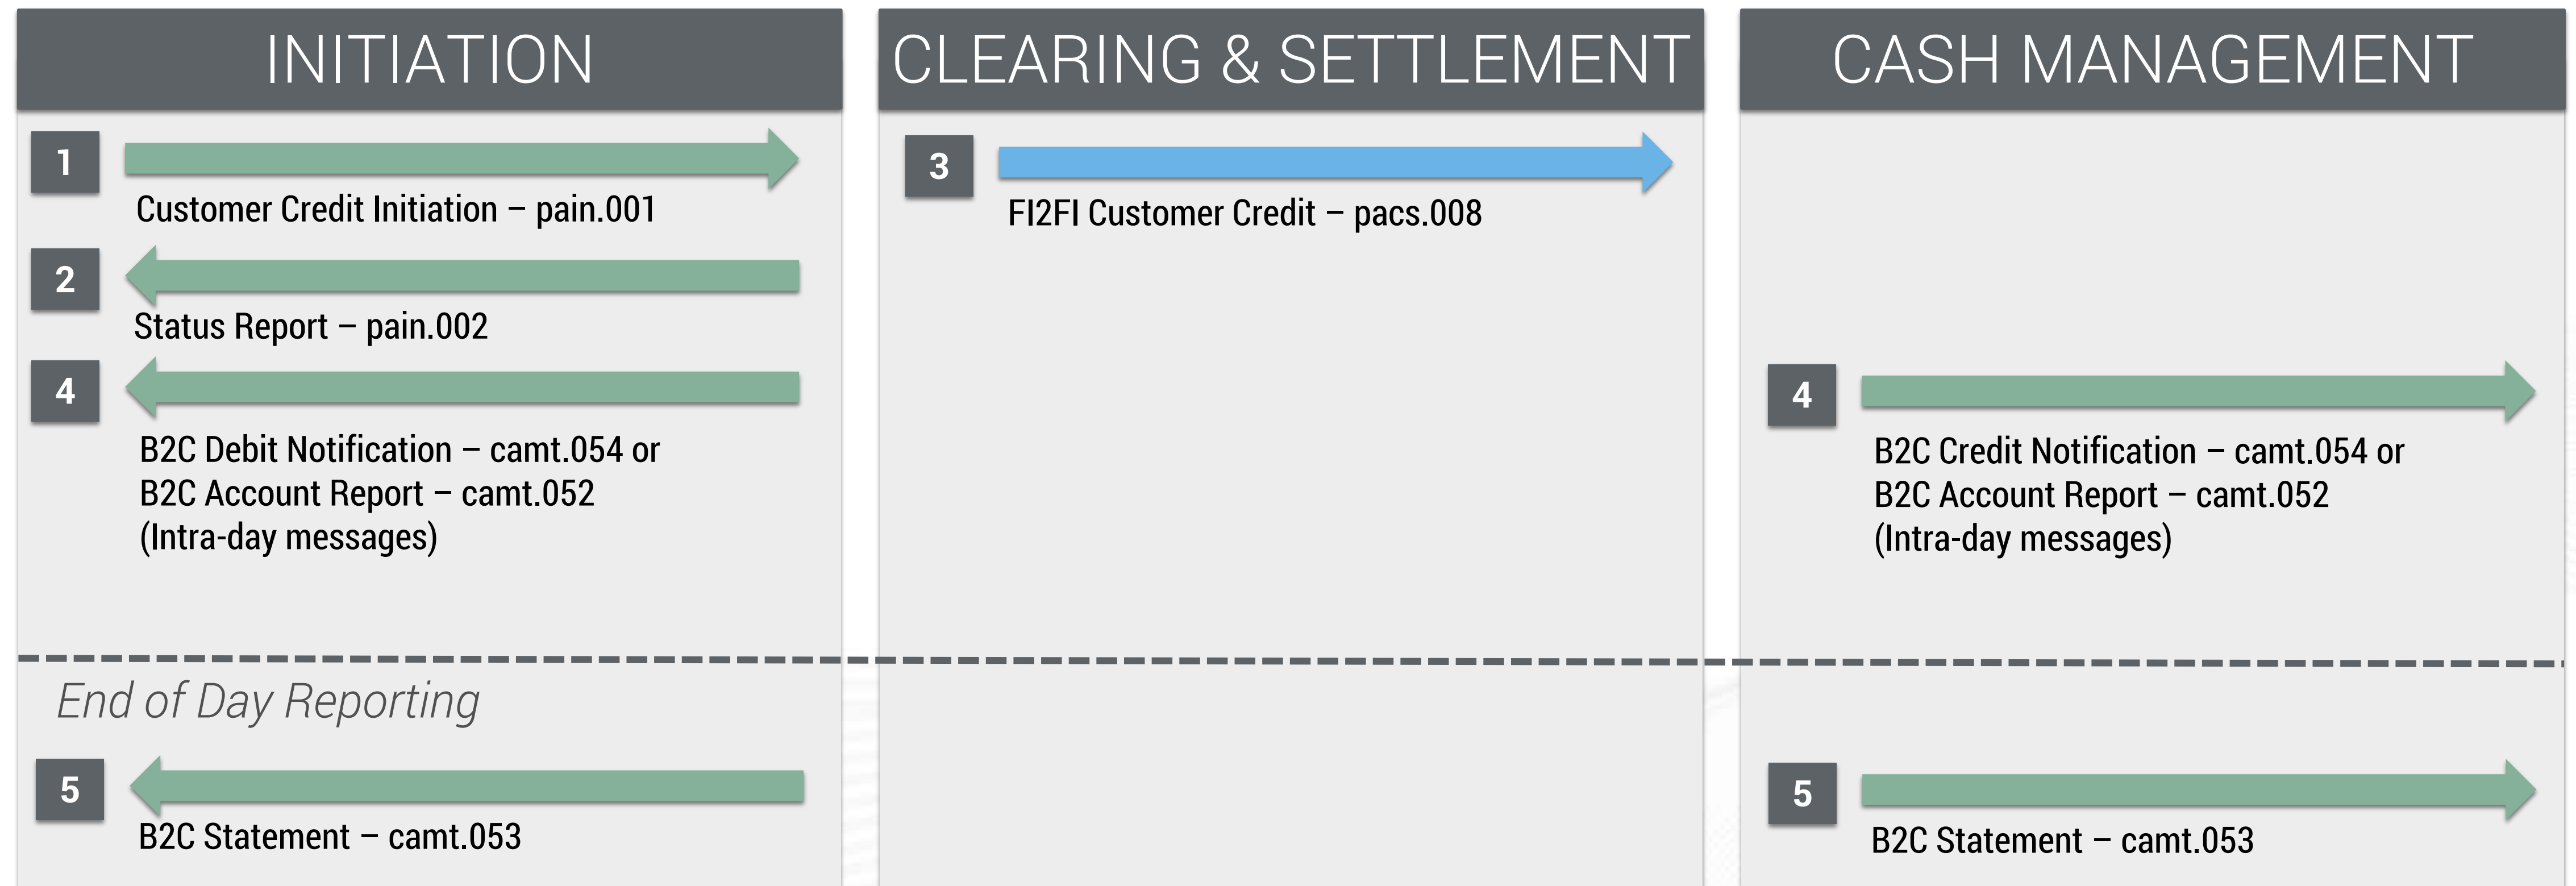 INITIATION
1
Customer Credit Initiation – pain.001
2
Status Report – pain.002
4
B2C Debit Notification – camt.054 or
B2C Account Report – camt.052
(Intra-day messages)
End of Day Reporting
5
B2C Statement – camt.053
CLEARING & SETTLEMENT
3
FI2FI Customer Credit – pacs.008
CASH MANAGEMENT
4
B2C Credit Notification – camt.054 or
B2C Account Report – camt.052
(Intra-day messages)
5
B2C Statement – camt.053